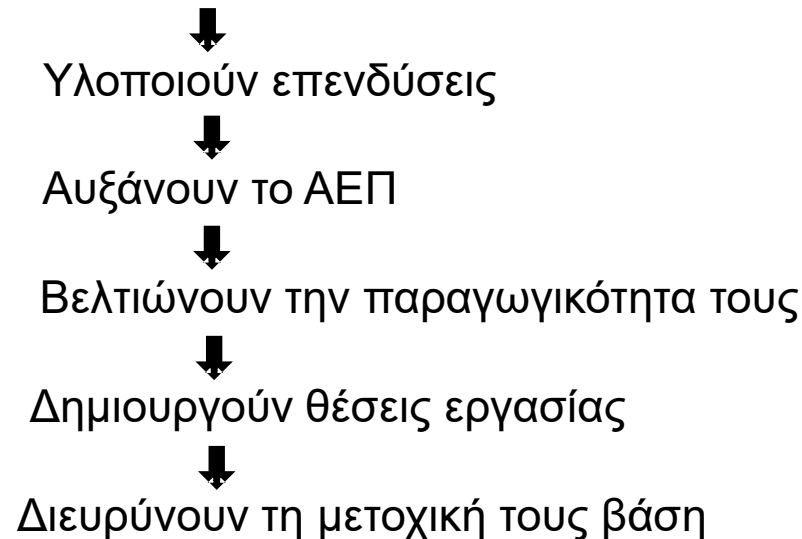 Υλοποιούν επενδύσεις
Αυξάνουν το ΑΕΠ
Βελτιώνουν την παραγωγικότητα τους
Δημιουργούν θέσεις εργασίας
Διευρύνουν τη μετοχική τους βάση